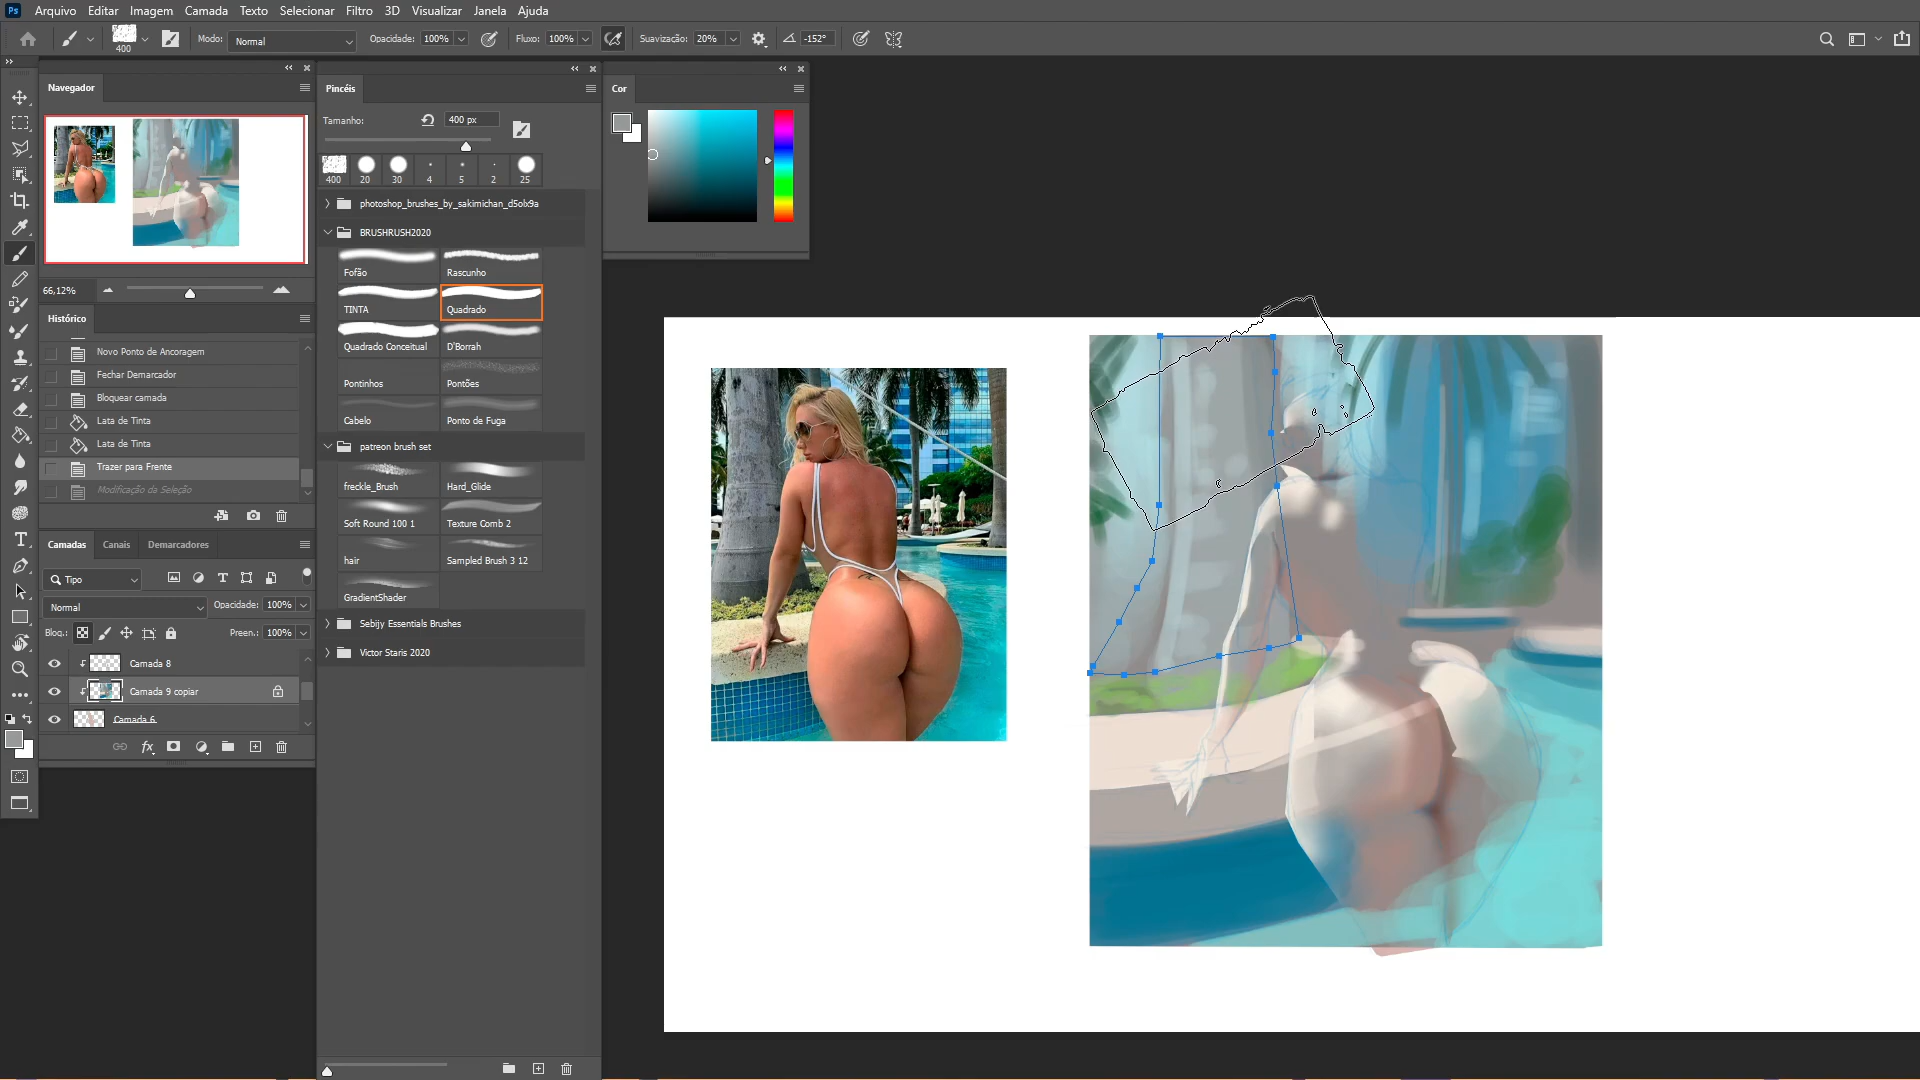 Ps Arquivo Editar Imagem Camada Texto Selecionar Filtro 3D Visualizar Janela Ajuda
400 Modo: Normal Opacidade: 100% Fluxo: 100% Suavização: 20% -152°
Navegador
66,12%
Histórico
Novo Ponto de Ancoragem
Fechar Demarcador
Bloquear camada
Lata de Tinta
Lata de Tinta
Trazer para Frente
Modificação da Seleção
Camadas Canais Demarcadores
Tipo
Normal Opacidade: 100%
Bloq.: Preen.: 100%
Camada 8
Camada 9 copiar
Camada 6
fx
Pincéis
Tamanho: 400 px
400 20 30 4 5 2 25
photoshop_brushes_by_sakimichan_d5olx9a
BRUSHRUSH2020
Fofão Rascunho
TINTA Quadrado
Quadrado Conceitual D'Borrah
Pontinhos Pontões
Cabelo Ponto de Fuga
patreon brush set
freckle_Brush Hard_Glide
Soft Round 100 1 Texture Comb 2
hair Sampled Brush 3 12
GradientShader
Sebijy Essentials Brushes
Victor Staris 2020
Cor